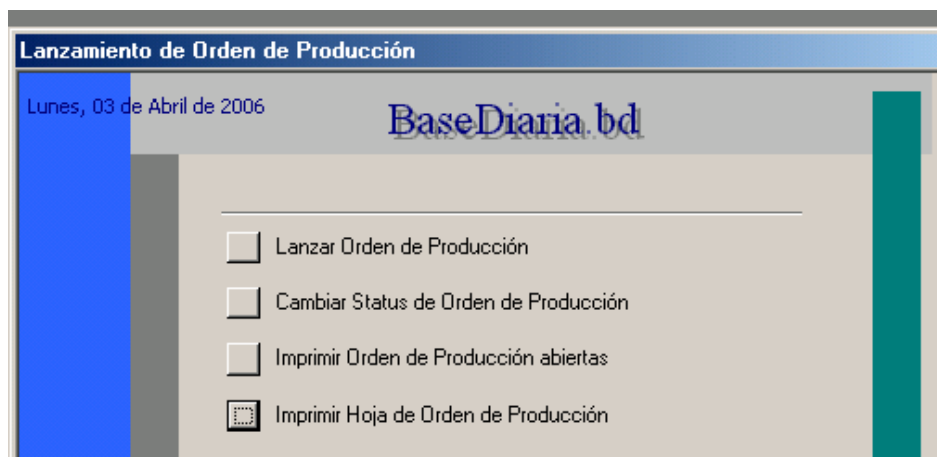 Lanzamiento de Orden de Producción
Lunes, 03 de Abril de 2006
BaseDiaria.bd
Lanzar Orden de Producción
Cambiar Status de Orden de Producción
Imprimir Orden de Producción abiertas
Imprimir Hoja de Orden de Producción